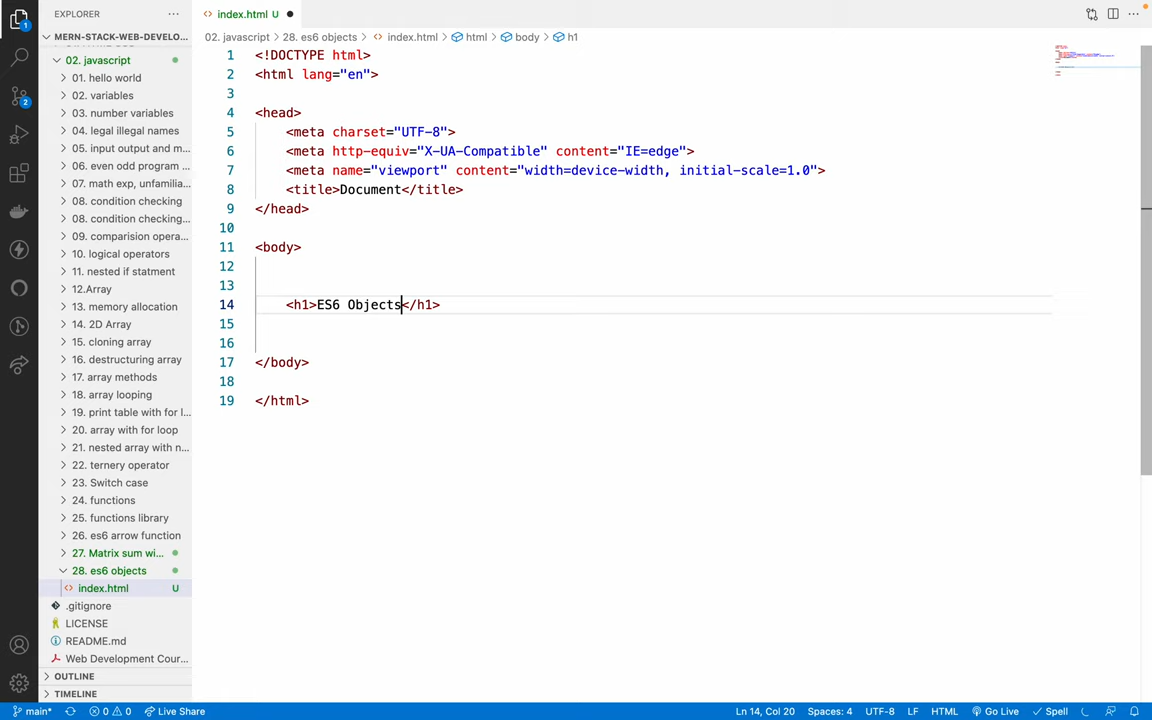 EXPLORER
index.html U
MERN-STACK-WEB-DEVELO...
02. javascript > 28. es6 objects > index.html > html > body > h1
02. javascript
01. hello world
02. variables
03. number variables
04. legal illegal names
05. input output and m...
06. even odd program ...
07. math exp, unfamilia...
08. condition checking
08. condition checking...
09. comparision opera...
10. logical operators
11. nested if statment
12.Array
13. memory allocation
14. 2D Array
15. cloning array
16. destructuring array
17. array methods
18. array looping
19. print table with for l...
20. array with for loop
21. nested array with n...
22. ternery operator
23. Switch case
24. functions
25. functions library
26. es6 arrow function
27. Matrix sum wi...
28. es6 objects
index.html U
.gitignore
LICENSE
README.md
Web Development Cour...
OUTLINE
TIMELINE
1
2
1 <!DOCTYPE html>
2 <html lang="en">
3
4 <head>
5 <meta charset="UTF-8">
6 <meta http-equiv="X-UA-Compatible" content="IE=edge">
7 <meta name="viewport" content="width=device-width, initial-scale=1.0">
8 <title>Document</title>
9 </head>
10
11 <body>
12
13
14 <h1>ES6 Objects</h1>
15
16
17 </body>
18
19 </html>
main* 0 0 Live Share Ln 14, Col 20 Spaces: 4 UTF-8 LF HTML Go Live Spell